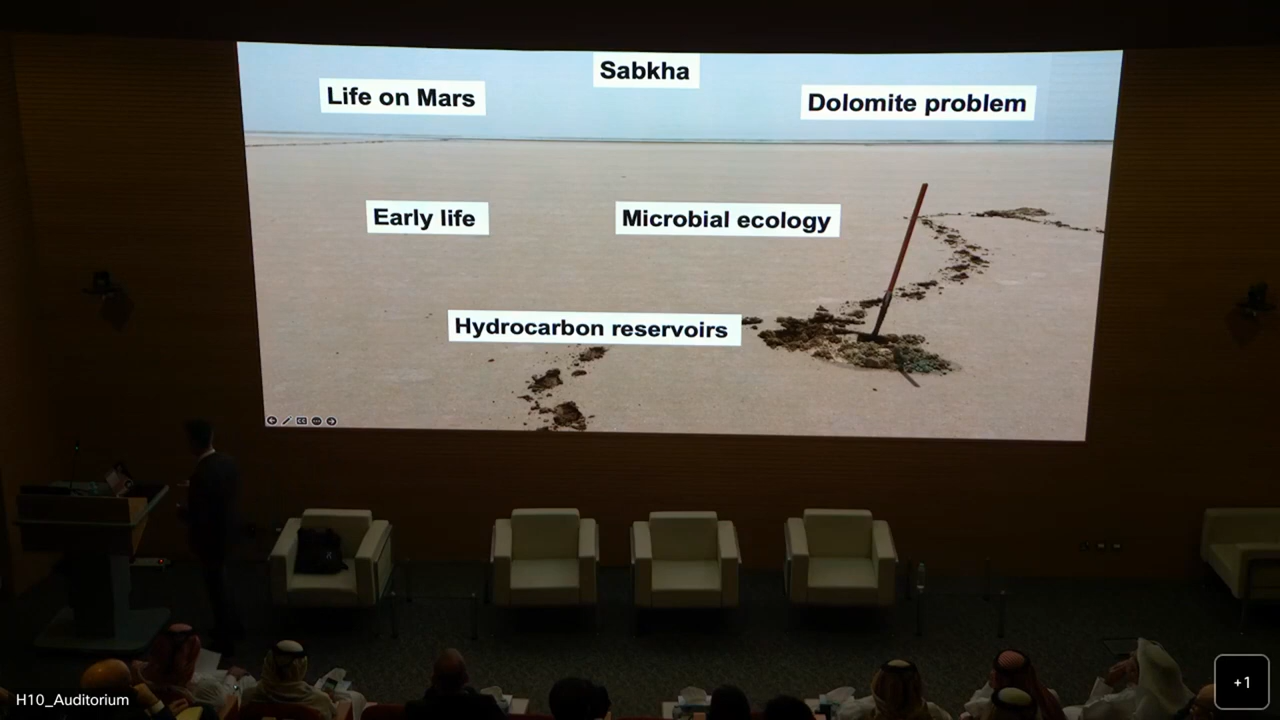 Sabkha
Life on Mars
Dolomite problem
Early life
Microbial ecology
Hydrocarbon reservoirs
H10_Auditorium
+1